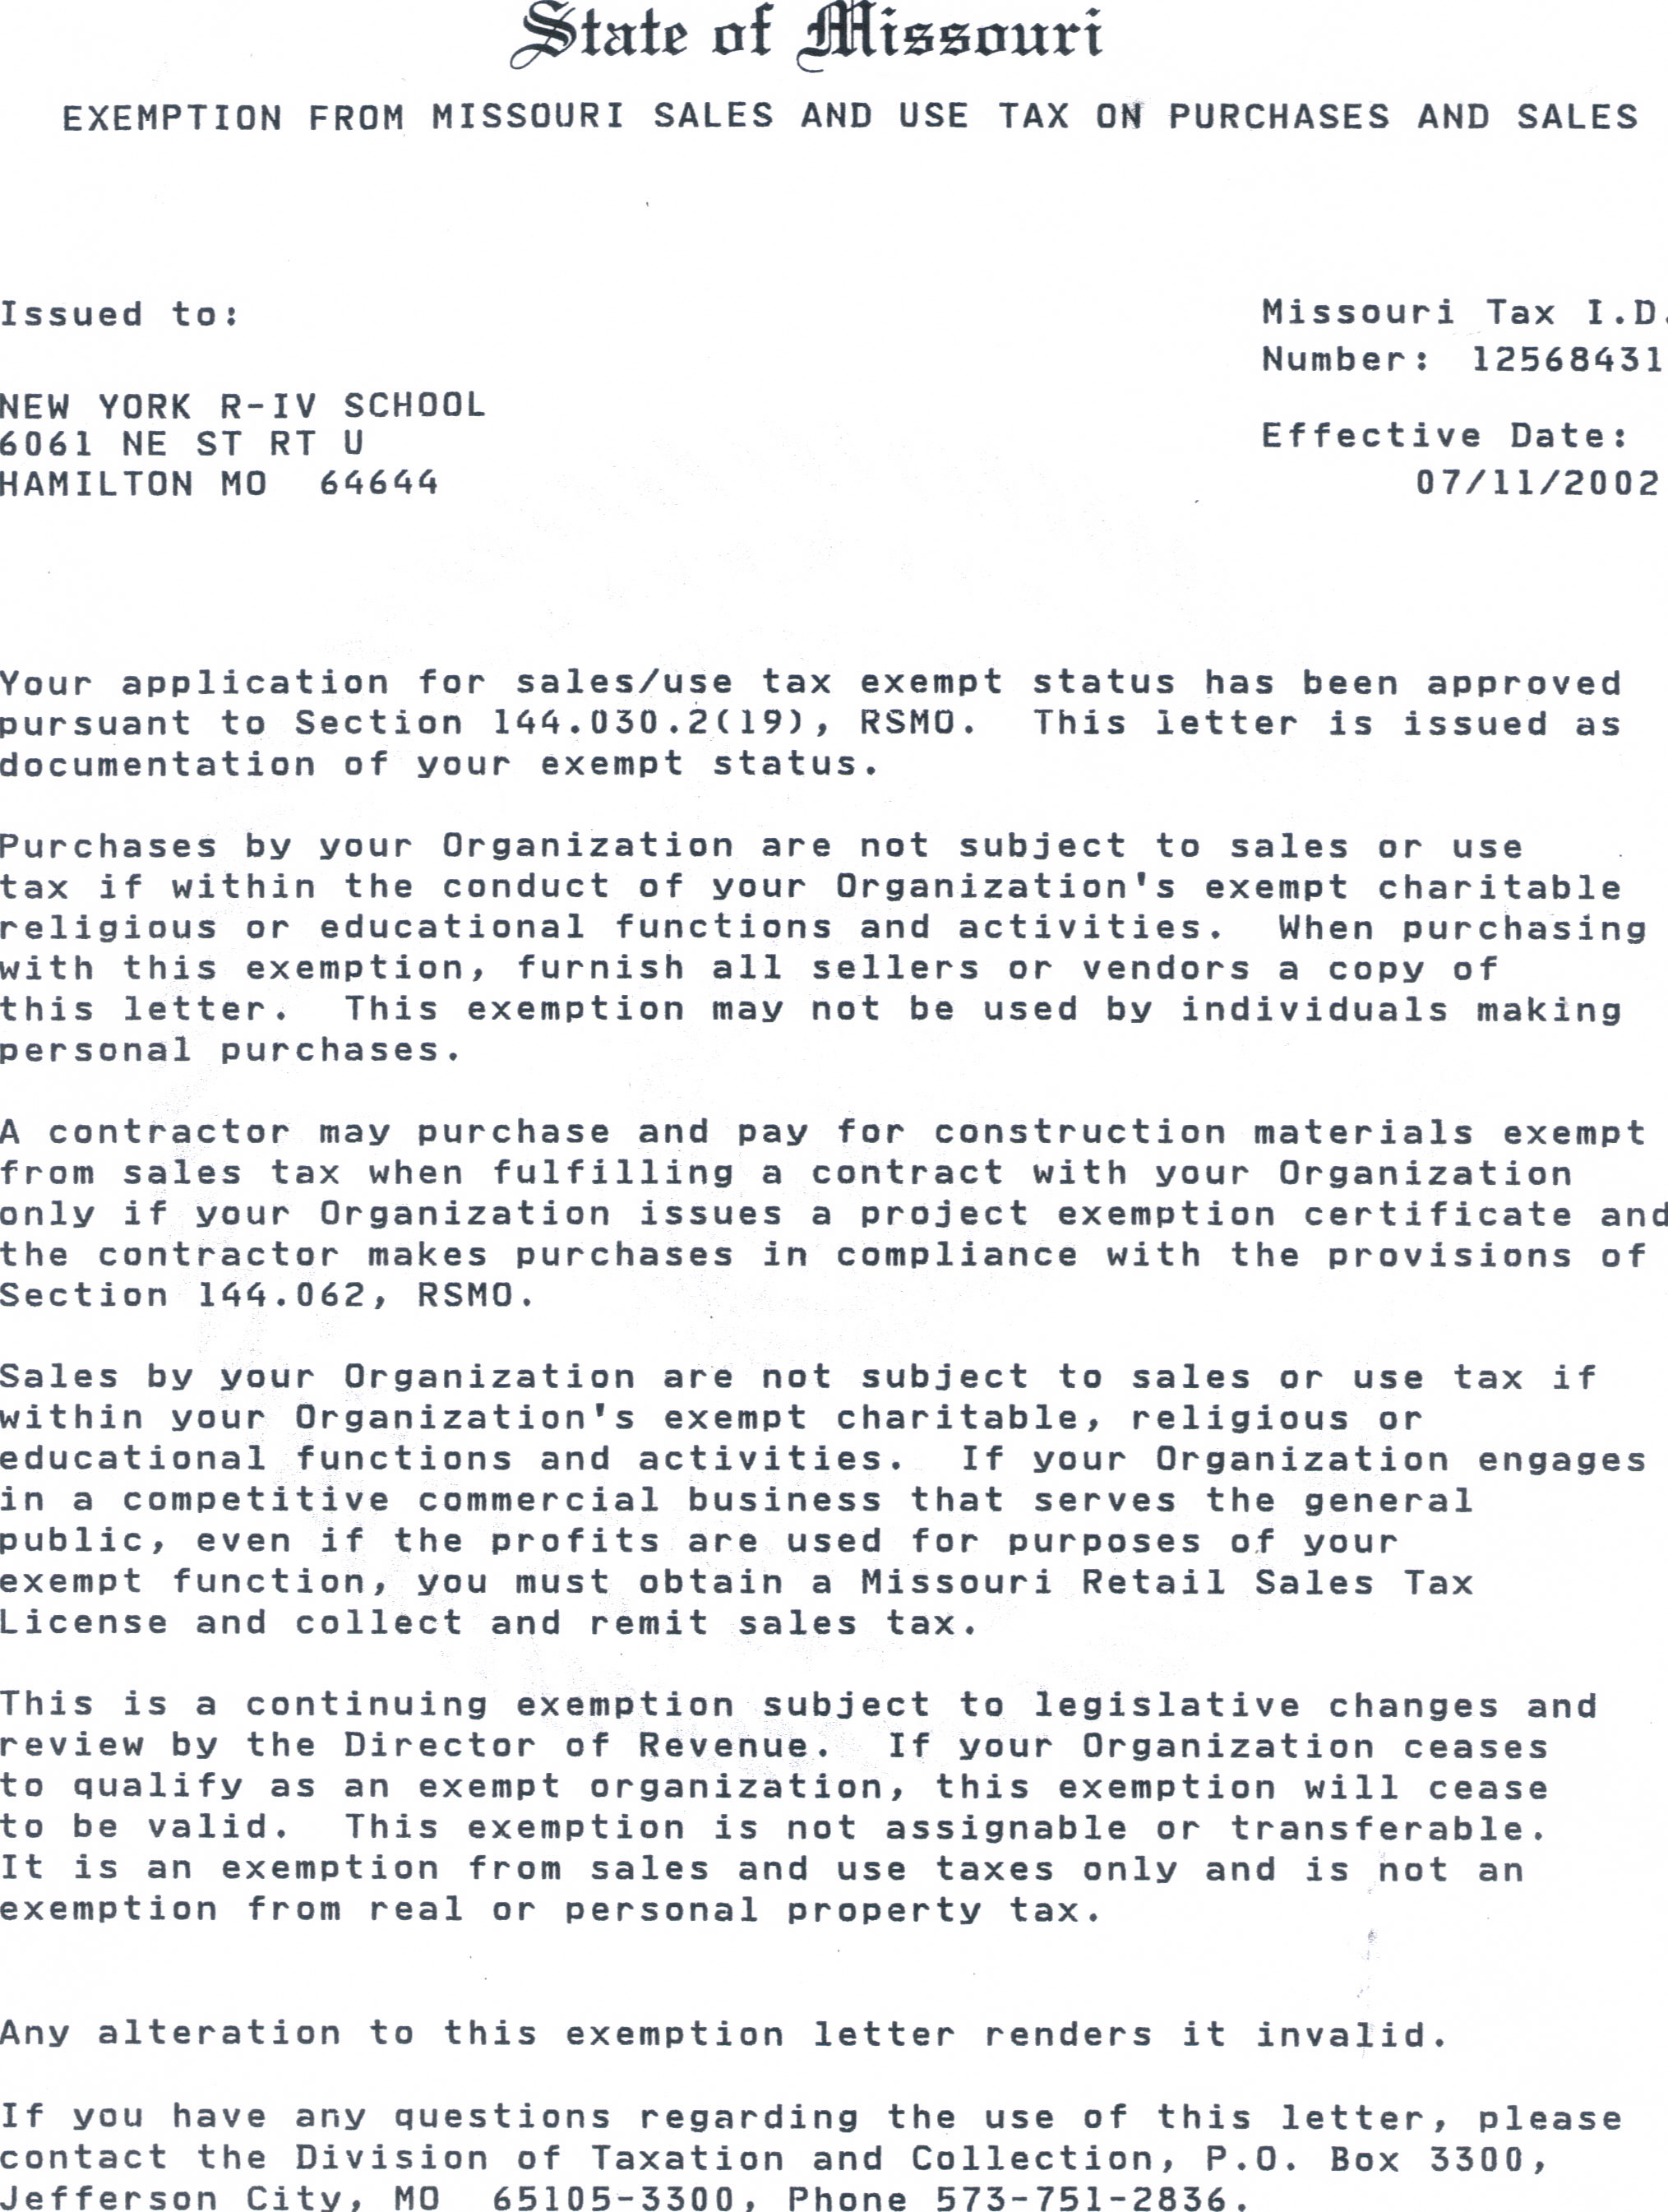 State of Missouri
EXEMPTION FROM MISSOURI SALES AND USE TAX ON PURCHASES AND SALES
Issued to:
Missouri Tax I.D.
Number: 12568431
NEW YORK R-IV SCHOOL
6061 NE ST RT U
HAMILTON MO  64644
Effective Date:
07/11/2002
Your application for sales/use tax exempt status has been approved
pursuant to Section 144.030.2(19), RSMO.  This letter is issued as
documentation of your exempt status.
Purchases by your Organization are not subject to sales or use
tax if within the conduct of your Organization's exempt charitable
religious or educational functions and activities.  When purchasing
with this exemption, furnish all sellers or vendors a copy of
this letter.  This exemption may not be used by individuals making
personal purchases.
A contractor may purchase and pay for construction materials exempt
from sales tax when fulfilling a contract with your Organization
only if your Organization issues a project exemption certificate and
the contractor makes purchases in compliance with the provisions of
Section 144.062, RSMO.
Sales by your Organization are not subject to sales or use tax if
within your Organization's exempt charitable, religious or
educational functions and activities.  If your Organization engages
in a competitive commercial business that serves the general
public, even if the profits are used for purposes of your
exempt function, you must obtain a Missouri Retail Sales Tax
License and collect and remit sales tax.
This is a continuing exemption subject to legislative changes and
review by the Director of Revenue.  If your Organization ceases
to qualify as an exempt organization, this exemption will cease
to be valid.  This exemption is not assignable or transferable.
It is an exemption from sales and use taxes only and is not an
exemption from real or personal property tax.
Any alteration to this exemption letter renders it invalid.
If you have any questions regarding the use of this letter, please
contact the Division of Taxation and Collection, P.O. Box 3300,
Jefferson City, MO  65105-3300, Phone 573-751-2836.